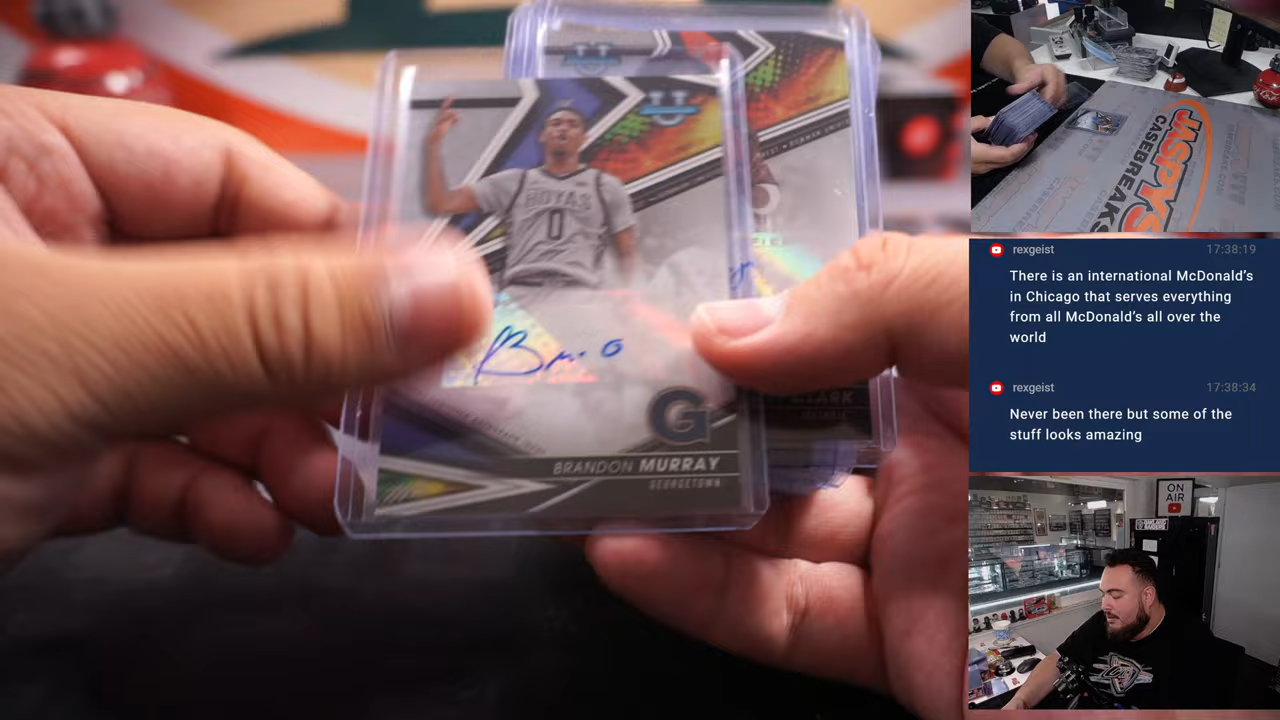 HOYAS
0
G
BRANDON MURRAY
GEORGETOWN
JASPYS
CASEBREAKS
rexgeist 17:38:19
There is an international McDonald's
in Chicago that serves everything
from all McDonald's all over the
world
rexgeist 17:38:34
Never been there but some of the
stuff looks amazing
ON
AIR